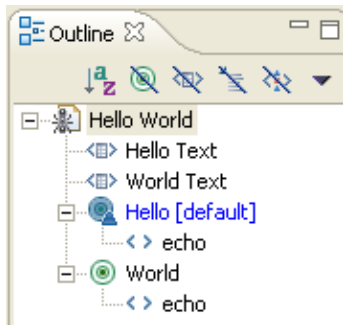 Outline
Hello World
Hello Text
World Text
Hello [default]
echo
World
echo